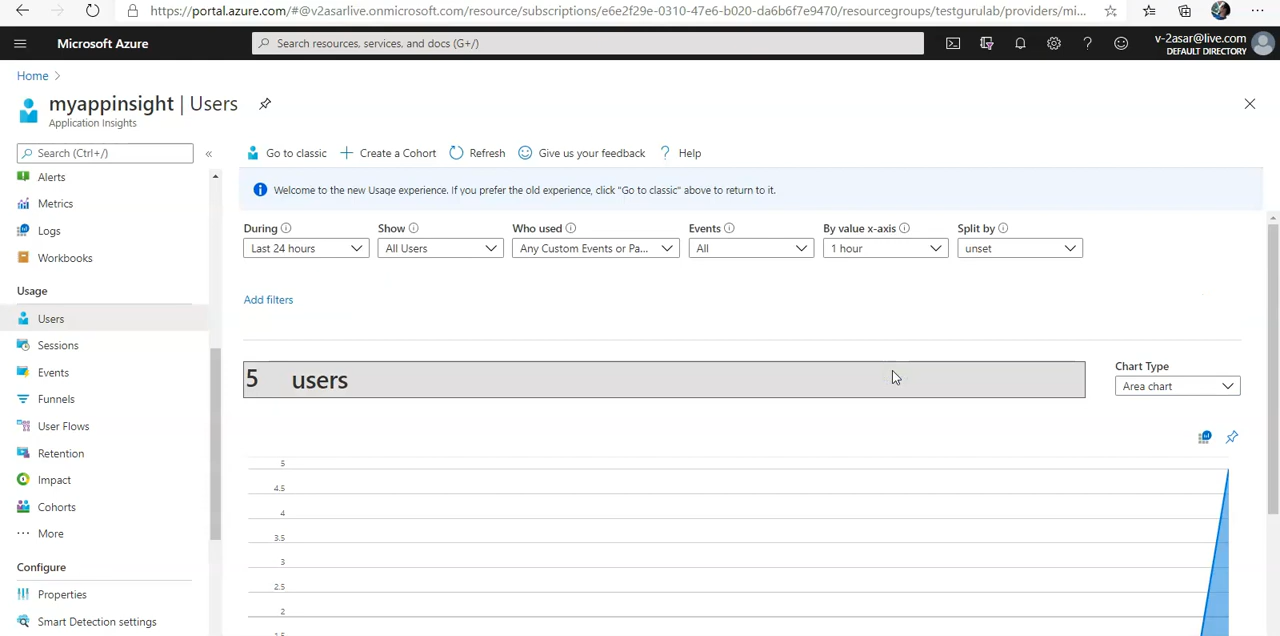 https://portal.azure.com/#@v2asarlive.onmicrosoft.com/resource/subscriptions/e6e2f29e-0310-47e6-b020-da6b6f7e9470/resourcegroups/testgurulab/providers/mi...
Microsoft Azure
Search resources, services, and docs (G+/)
v-2asar@live.com
DEFAULT DIRECTORY
Home
myappinsight | Users
Application Insights
Search (Ctrl+/)
«
Go to classic
Create a Cohort
Refresh
Give us your feedback
? Help
Alerts
Metrics
Logs
Workbooks
Usage
Users
Sessions
Events
Funnels
User Flows
Retention
Impact
Cohorts
··· More
Configure
Properties
Smart Detection settings
Welcome to the new Usage experience. If you prefer the old experience, click "Go to classic" above to return to it.
During Show Who used Events By value x-axis Split by
Last 24 hours All Users Any Custom Events or Pa... All 1 hour unset
Add filters
5 users
Chart Type
Area chart
5
4.5
4
3.5
3
2.5
2
1.5